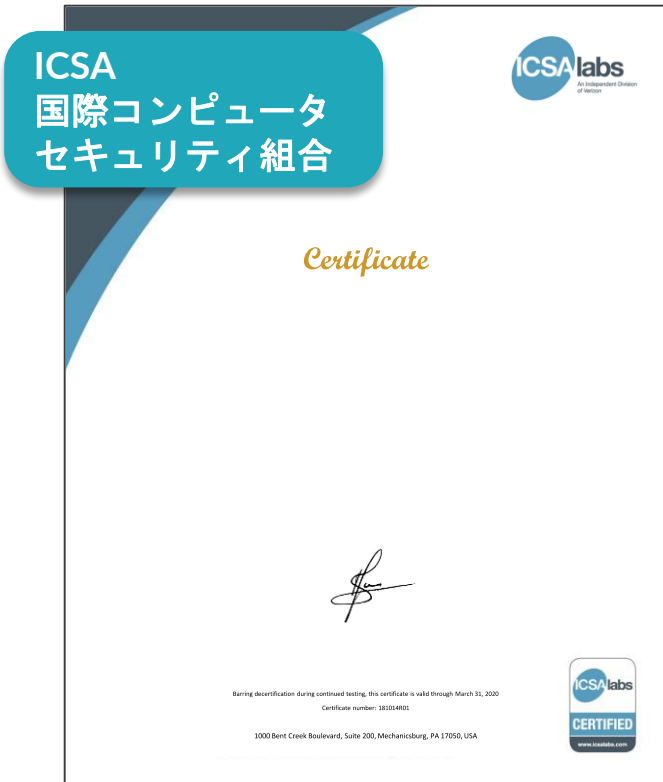 ICSA
国際コンピュータ
セキュリティ組合
ICSAlabs
An Independent Division
of Verizon
Certificate
Barring decertification during continued testing, this certificate is valid through March 31, 2020
Certificate number: 181014R01
1000 Bent Creek Boulevard, Suite 200, Mechanicsburg, PA 17050, USA
ICSAlabs
CERTIFIED
www.icsalabs.com